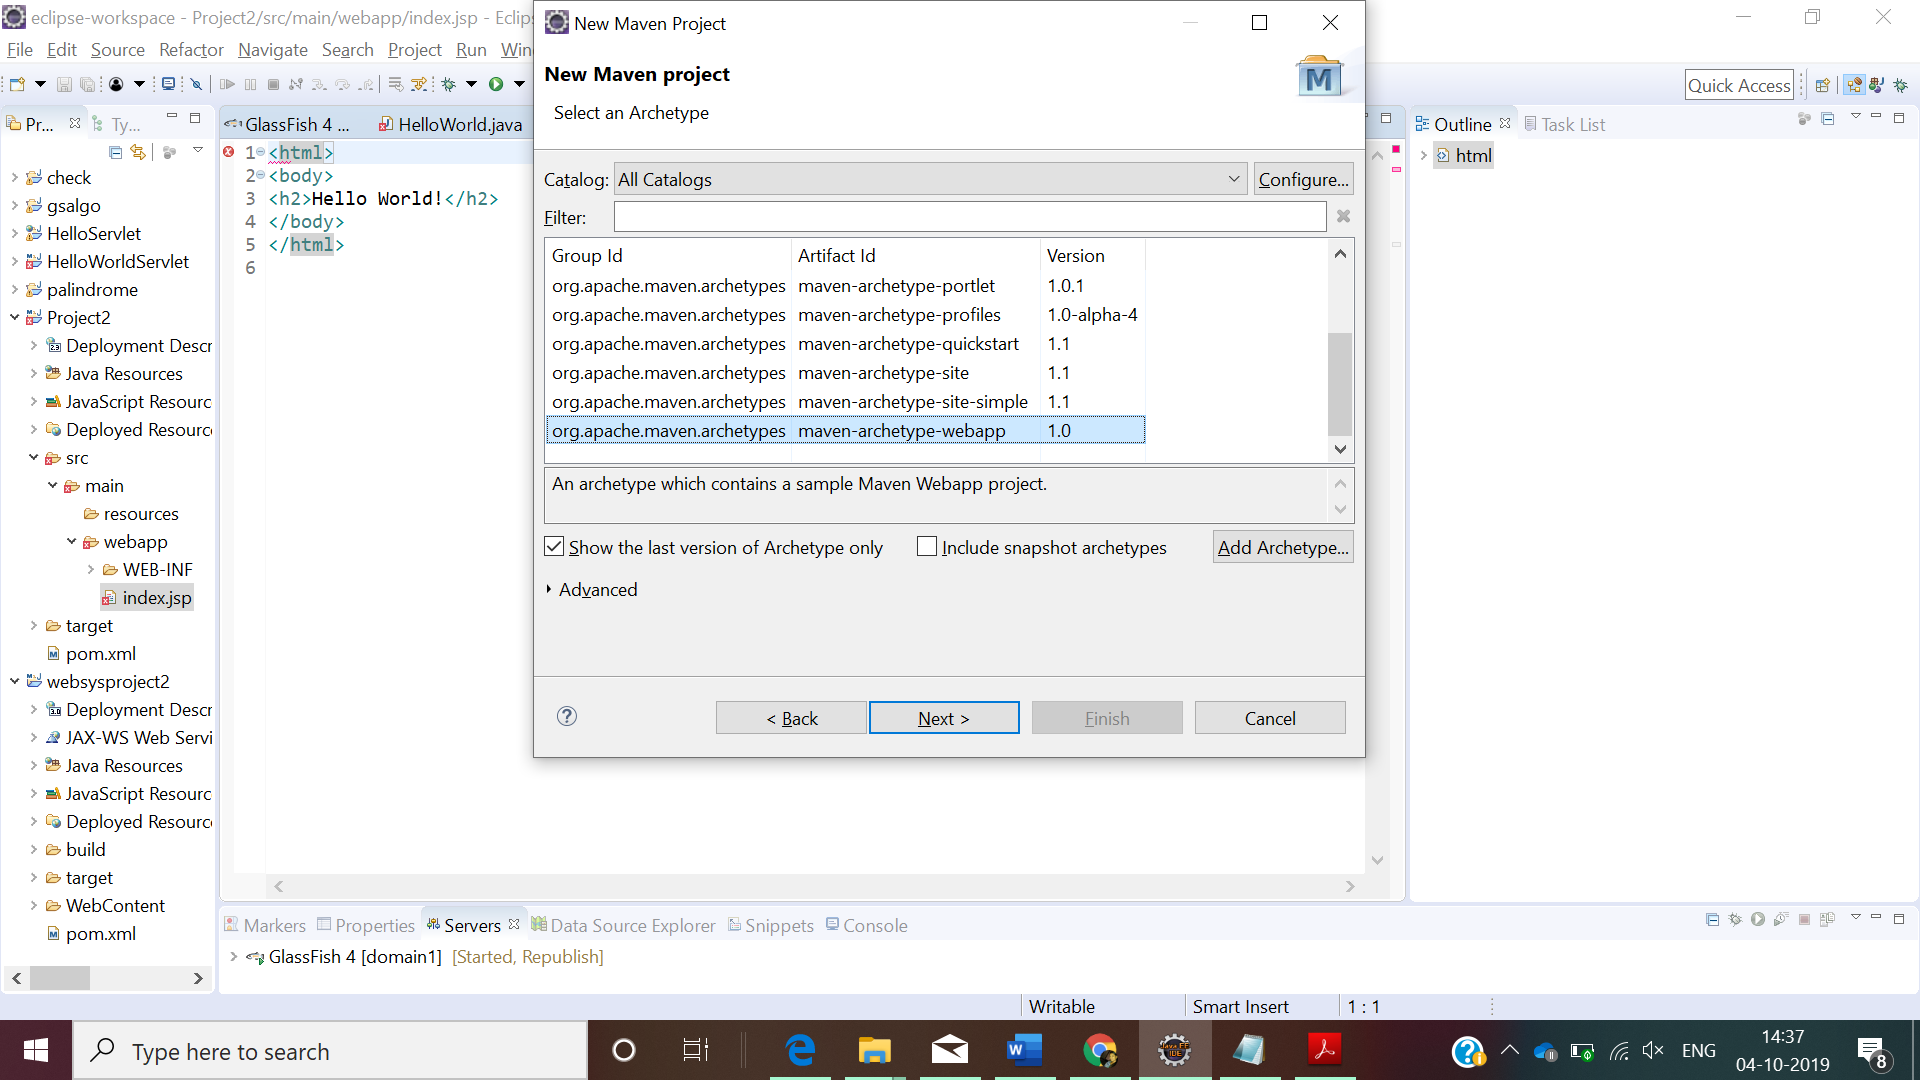 eclipse-workspace - Project2/src/main/webapp/index.jsp - Eclip
File Edit Source Refactor Navigate Search Project Run Win
Quick Access
Pr...
Ty...
GlassFish 4 ...
HelloWorld.java
Outline
Task List
check
gsalgo
HelloServlet
HelloWorldServlet
palindrome
Project2
Deployment Descr
Java Resources
JavaScript Resourc
Deployed Resourc
src
main
resources
webapp
WEB-INF
index.jsp
target
pom.xml
websysproject2
Deployment Descr
JAX-WS Web Servi
Java Resources
JavaScript Resourc
Deployed Resourc
build
target
WebContent
pom.xml
1 <html>
2 <body>
3 <h2>Hello World!</h2>
4 </body>
5 </html>
6
html
New Maven Project
New Maven project
Select an Archetype
M
Catalog: All Catalogs Configure...
Filter:
Group Id Artifact Id Version
org.apache.maven.archetypes maven-archetype-portlet 1.0.1
org.apache.maven.archetypes maven-archetype-profiles 1.0-alpha-4
org.apache.maven.archetypes maven-archetype-quickstart 1.1
org.apache.maven.archetypes maven-archetype-site 1.1
org.apache.maven.archetypes maven-archetype-site-simple 1.1
org.apache.maven.archetypes maven-archetype-webapp 1.0
An archetype which contains a sample Maven Webapp project.
Show the last version of Archetype only Include snapshot archetypes Add Archetype...
Advanced
< Back Next > Finish Cancel
Markers Properties Servers Data Source Explorer Snippets Console
GlassFish 4 [domain1] [Started, Republish]
Writable Smart Insert 1 : 1
Type here to search
ENG
14:37
04-10-2019
8